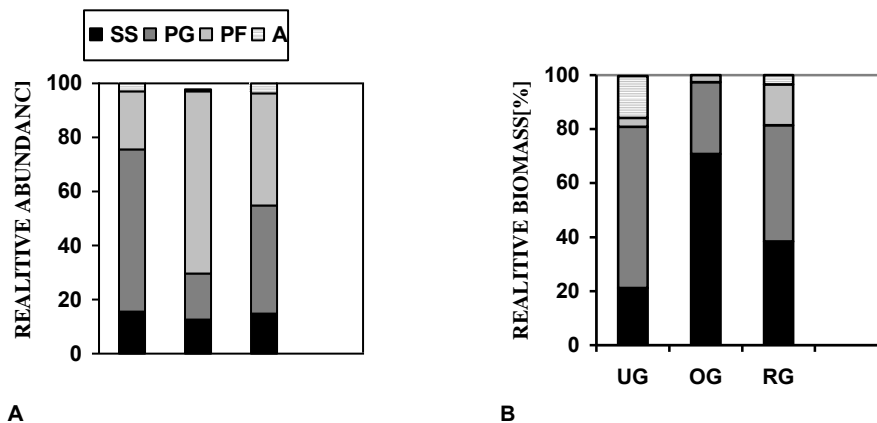 SS PG PF A
REALITIVE ABUNDANC
100
80
60
40
20
0
A
REALITIVE BIOMASS[%]
100
80
60
40
20
0
UG OG RG
B